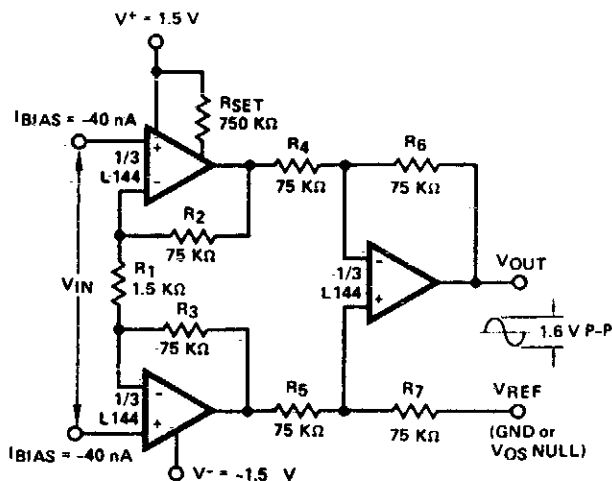 V+ = 1.5 V
IBIAS = -40 nA
RSET
750 KΩ
+
1/3
L144
-
R4
75 KΩ
R6
75 KΩ
R2
75 KΩ
VIN
R1
1.5 KΩ
-
-1/3
L144
+
VOUT
1.6 V P-P
R3
75 KΩ
-
1/3
L144
+
R5
75 KΩ
R7
75 KΩ
VREF
(GND or
VOS NULL)
IBIAS = -40 nA
V- = -1.5 V